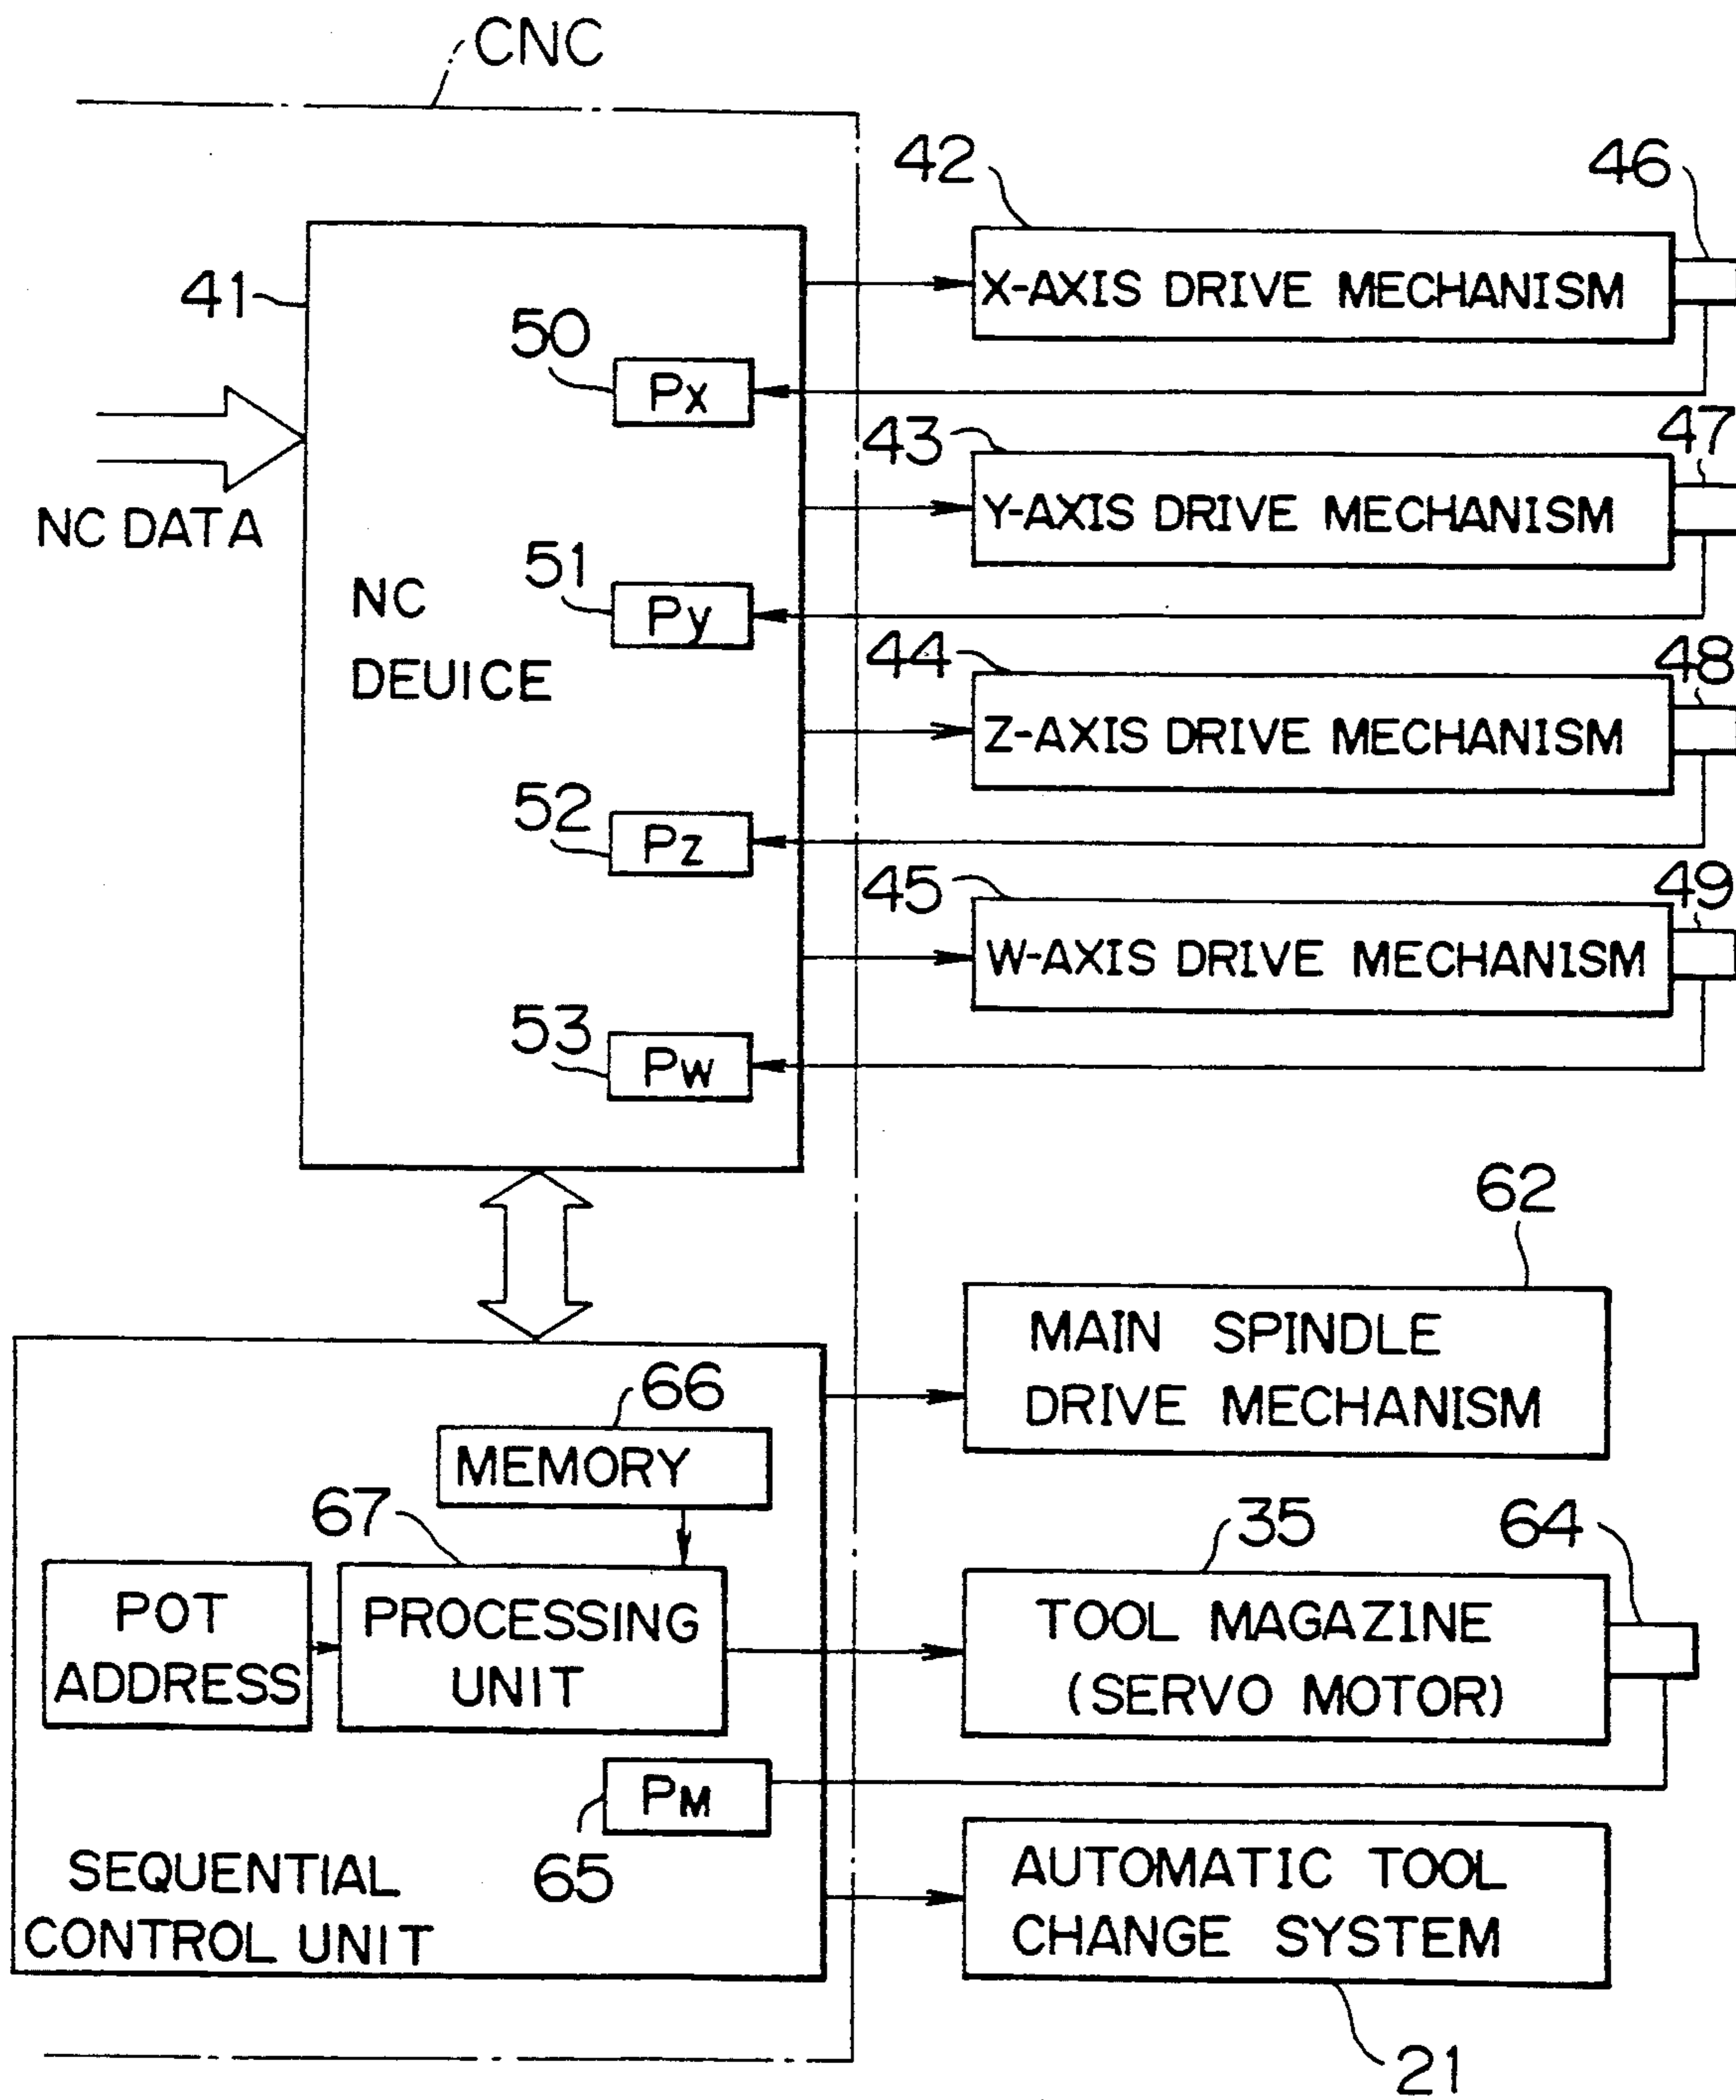 CNC
42
46
41
X-AXIS DRIVE MECHANISM
50
Px
43
47
NC DATA
Y-AXIS DRIVE MECHANISM
51
NC
DEUICE
Py
44
48
Z-AXIS DRIVE MECHANISM
52
Pz
45
49
W-AXIS DRIVE MECHANISM
53
Pw
62
MAIN SPINDLE
DRIVE MECHANISM
66
MEMORY
67
35
64
POT
ADDRESS
PROCESSING
UNIT
TOOL MAGAZINE
(SERVO MOTOR)
PM
65
SEQUENTIAL
CONTROL UNIT
AUTOMATIC TOOL
CHANGE SYSTEM
21